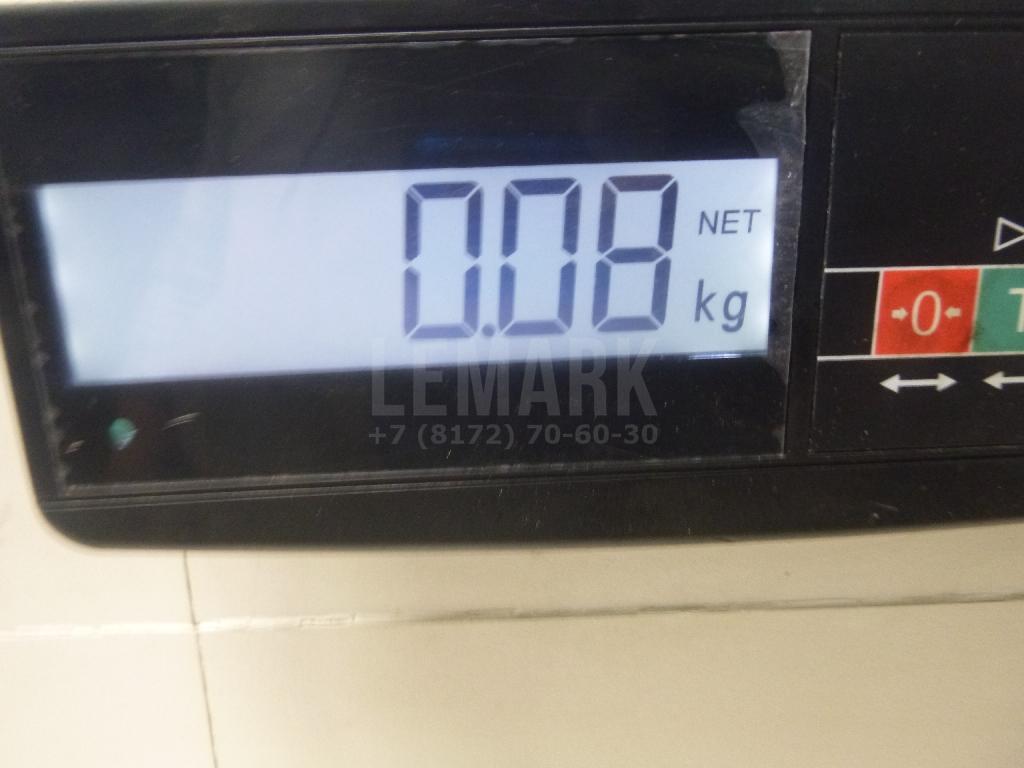 0.08
NET
kg
→0←
T
LEMARK
+7 (8172) 70-60-30